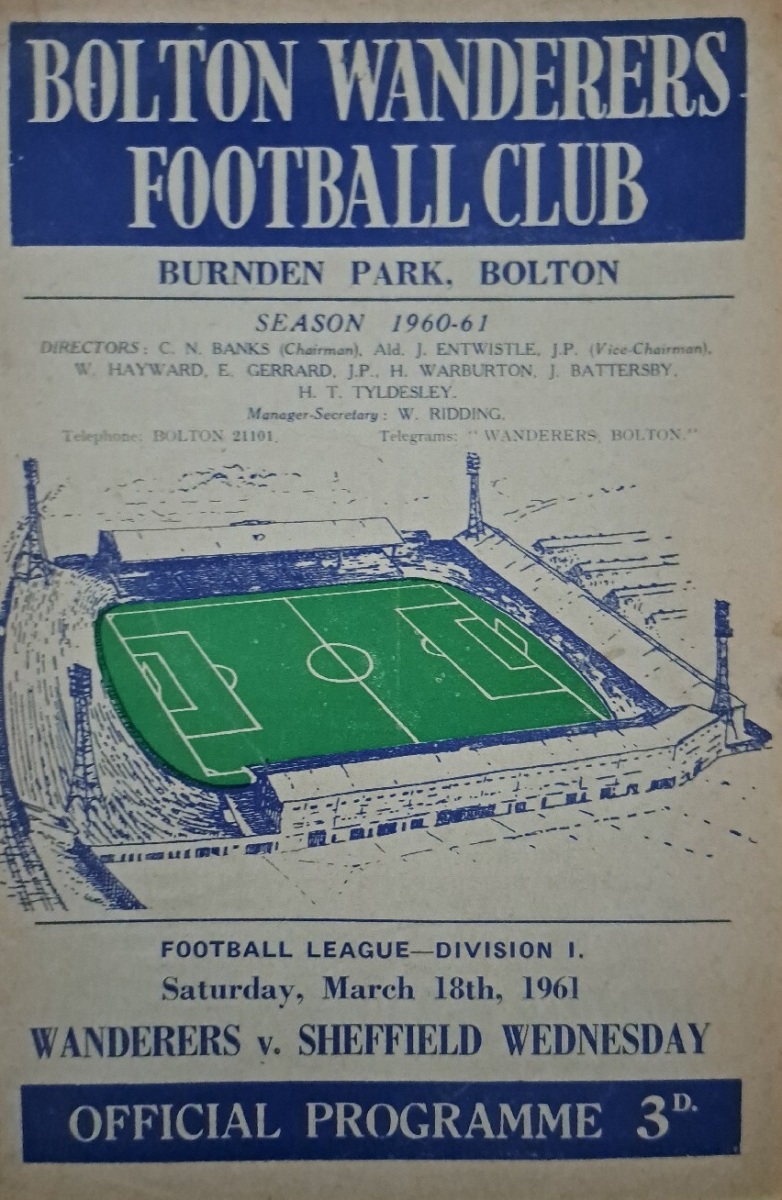 BOLTON WANDERERS
FOOTBALL CLUB
BURNDEN PARK, BOLTON
SEASON 1960-61
DIRECTORS: C. N. BANKS (Chairman), Ald. J. ENTWISTLE, J.P. (Vice-Chairman),
W. HAYWARD, E. GERRARD, J.P., H. WARBURTON, J. BATTERSBY,
H. T. TYLDESLEY.
Manager-Secretary: W. RIDDING.
Telephone: BOLTON 21101. Telegrams: "WANDERERS, BOLTON."
FOOTBALL LEAGUE—DIVISION I.
Saturday, March 18th, 1961
WANDERERS v. SHEFFIELD WEDNESDAY
OFFICIAL PROGRAMME 3D.